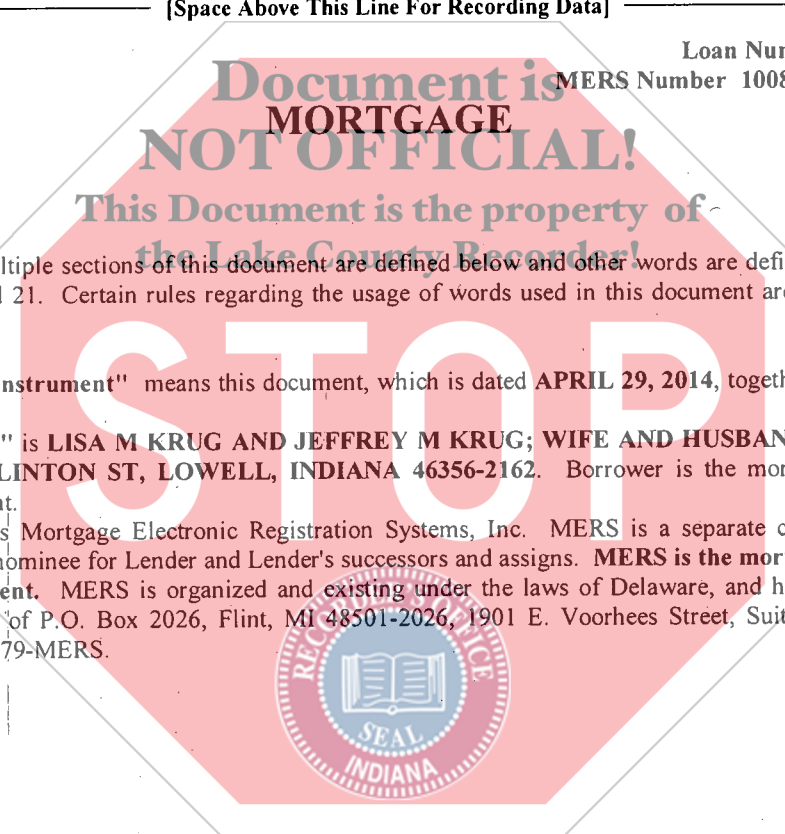 [Space Above This Line For Recording Data]
Loan Nu
Document is
MERS Number 1008
MORTGAGE
NOT OFFICIAL!
This Document is the property of
the Lake County Recorder!
ltiple sections of this document are defined below and other words are defi
21. Certain rules regarding the usage of words used in this document ar
STOP
nstrument" means this document, which is dated APRIL 29, 2014, togeth
" is LISA M KRUG AND JEFFREY M KRUG; WIFE AND HUSBAN
LINTON ST, LOWELL, INDIANA 46356-2162. Borrower is the mor
nt.
s Mortgage Electronic Registration Systems, Inc. MERS is a separate c
nominee for Lender and Lender's successors and assigns. MERS is the mor
ent. MERS is organized and existing under the laws of Delaware, and h
of P.O. Box 2026, Flint, MI 48501-2026, 1901 E. Voorhees Street, Suit
79-MERS.
RECORDER'S OFFICE
SEAL
INDIANA